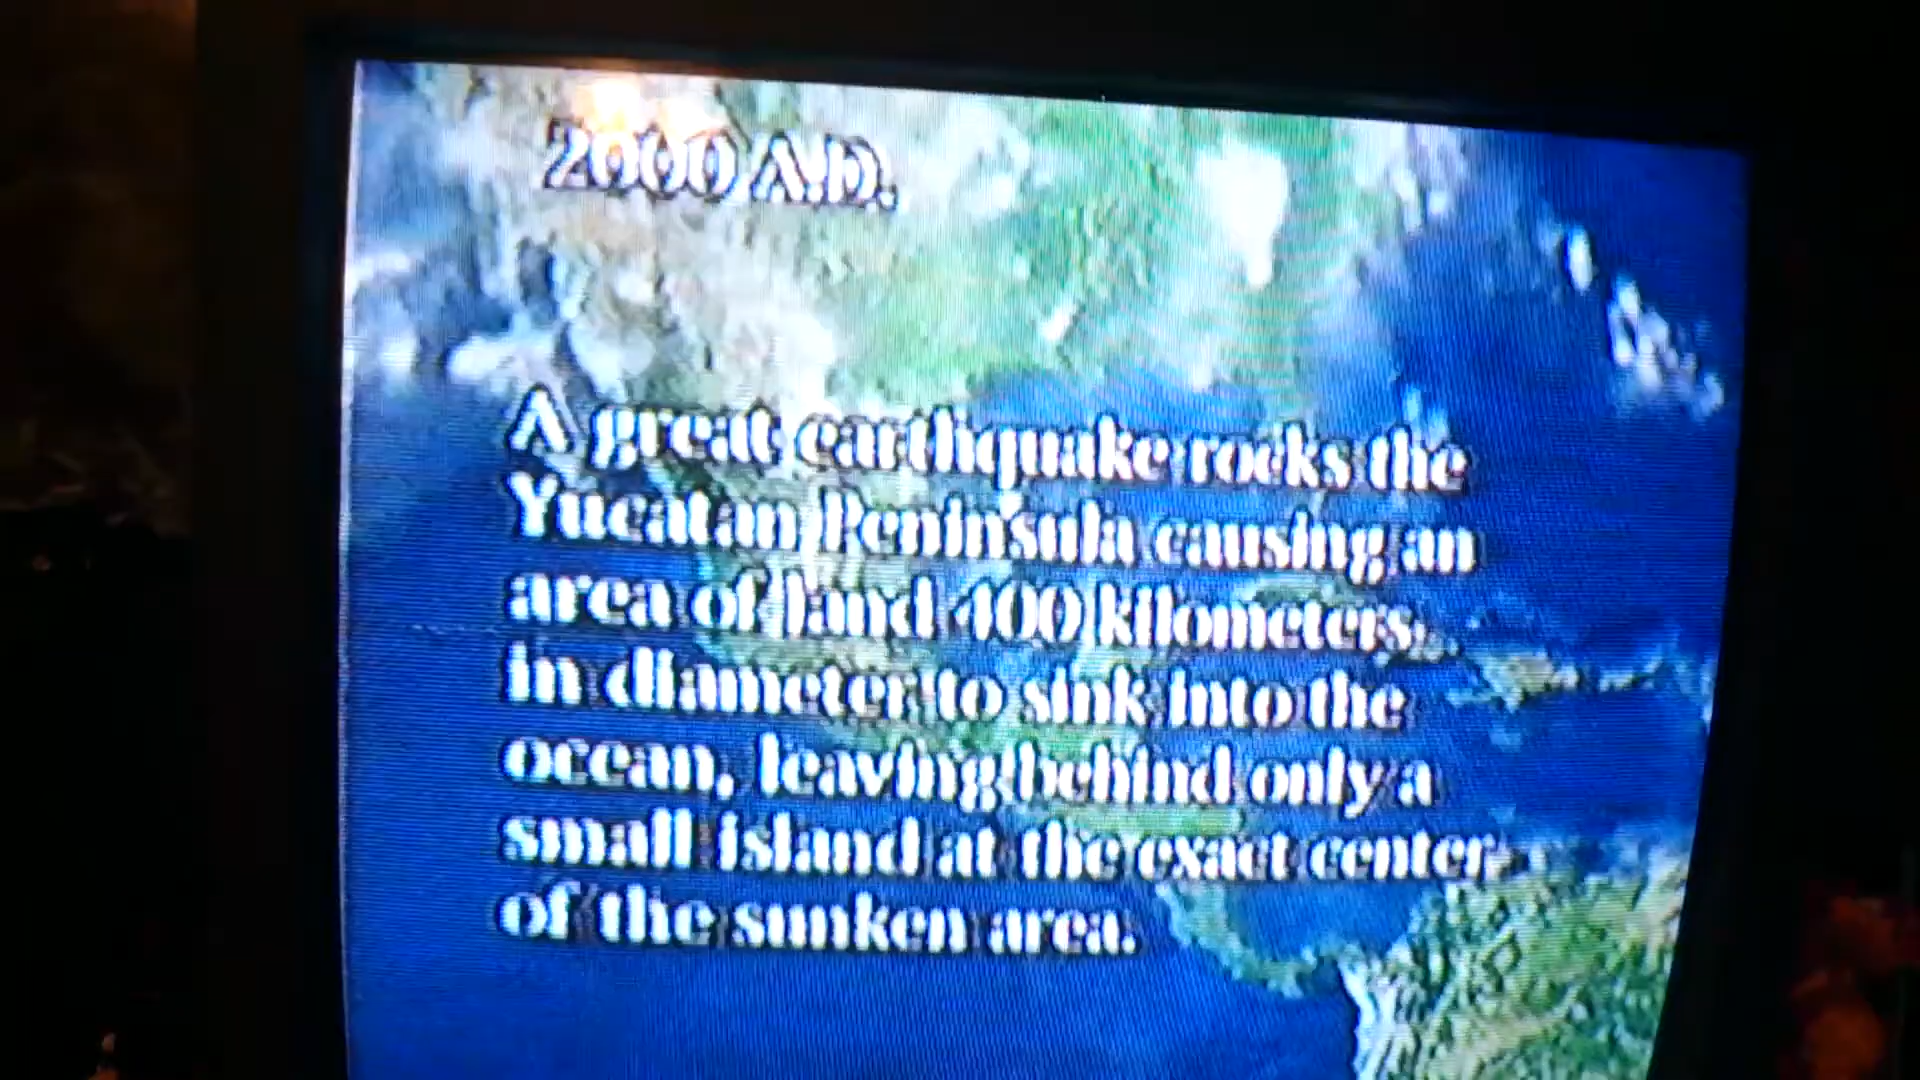 2000 A.D.
A great earthquake rocks the
Yucatan Peninsula causing an
area of land 400 kilometers
in diameter to sink into the
ocean, leaving behind only a
small island at the exact center
of the sunken area.